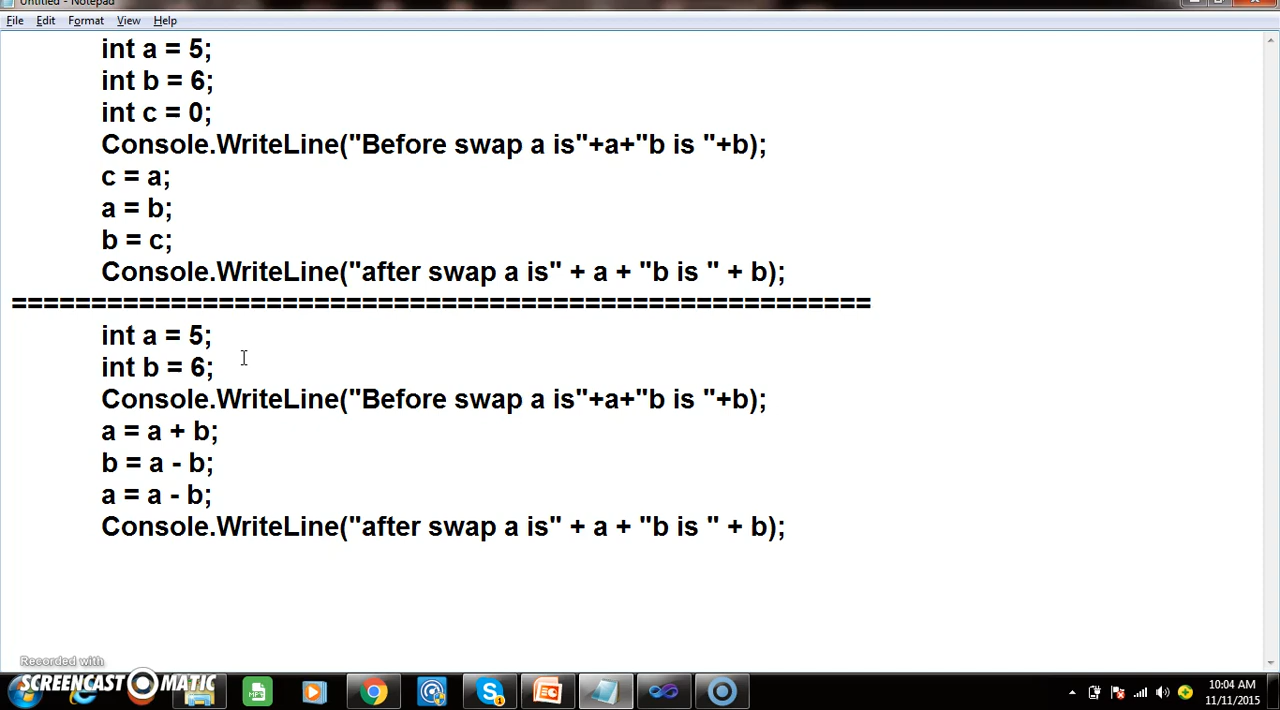 Untitled - Notepad
File Edit Format View Help
int a = 5;
int b = 6;
int c = 0;
Console.WriteLine("Before swap a is"+a+"b is "+b);
c = a;
a = b;
b = c;
Console.WriteLine("after swap a is" + a + "b is " + b);
======================================================
int a = 5;
int b = 6;
Console.WriteLine("Before swap a is"+a+"b is "+b);
a = a + b;
b = a - b;
a = a - b;
Console.WriteLine("after swap a is" + a + "b is " + b);
Recorded with
SCREENCAST MATIC
10:04 AM
11/11/2015